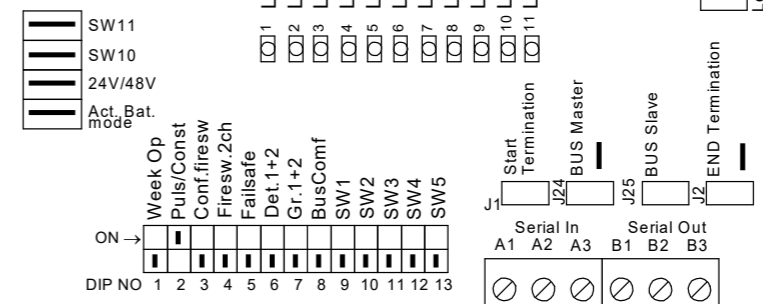 SW11
SW10
24V/48V
Act. Bat.
mode
1 2 3 4 5 6 7 8 9 10 11
Week Op
Puls/Const
Conf.firesw
Firesw.2ch
Failsafe
Det.1+2
Gr.1+2
BusComf
SW1
SW2
SW3
SW4
SW5
ON →
DIP NO 1 2 3 4 5 6 7 8 9 10 11 12 13
Start
Termination
BUS Master
BUS Slave
END Termination
J1
J24
J25
J2
Serial In
Serial Out
A1 A2 A3 B1 B2 B3